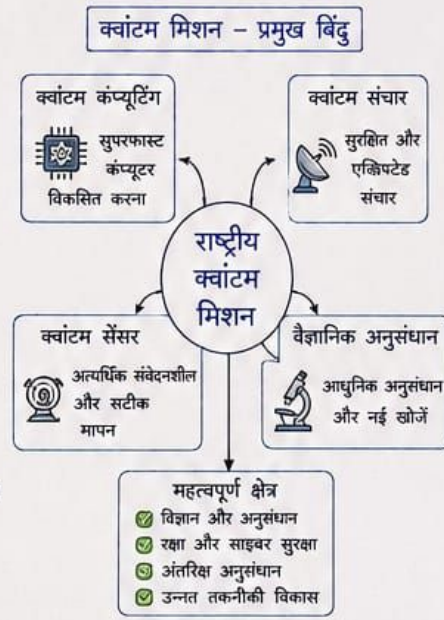 क्वांटम मिशन – प्रमुख बिंदु
क्वांटम कंप्यूटिंग
सुपरफास्ट
कंप्यूटर
विकसित करना
क्वांटम संचार
सुरक्षित और
एन्क्रिपटेड
संचार
राष्ट्रीय
क्वांटम
मिशन
क्वांटम सेंसर
अत्यर्धिक संवेदनशील
और सटीक
मापन
वैज्ञानिक अनुसंधान
आधुनिक अनुसंधान
और नई खोजें
महत्वपूर्ण क्षेत्र
विज्ञान और अनुसंधान
रक्षा और साइबर सुरक्षा
अंतरिक्ष अनुसंधान
उन्नत तकनीकी विकास